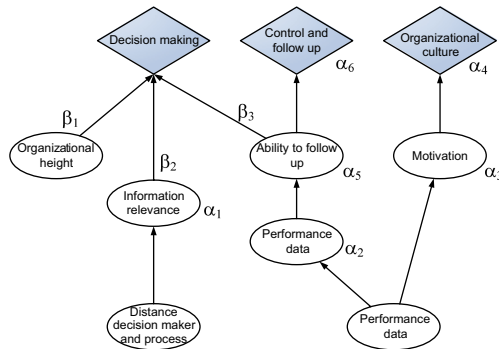 Decision making
Control and
follow up
Organizational
culture
α6
α4
β1
β3
Organizational
height
β2
Ability to follow
up
Motivation
α5
α3
Information
relevance
α1
Performance
data
α2
Distance
decision maker
and process
Performance
data